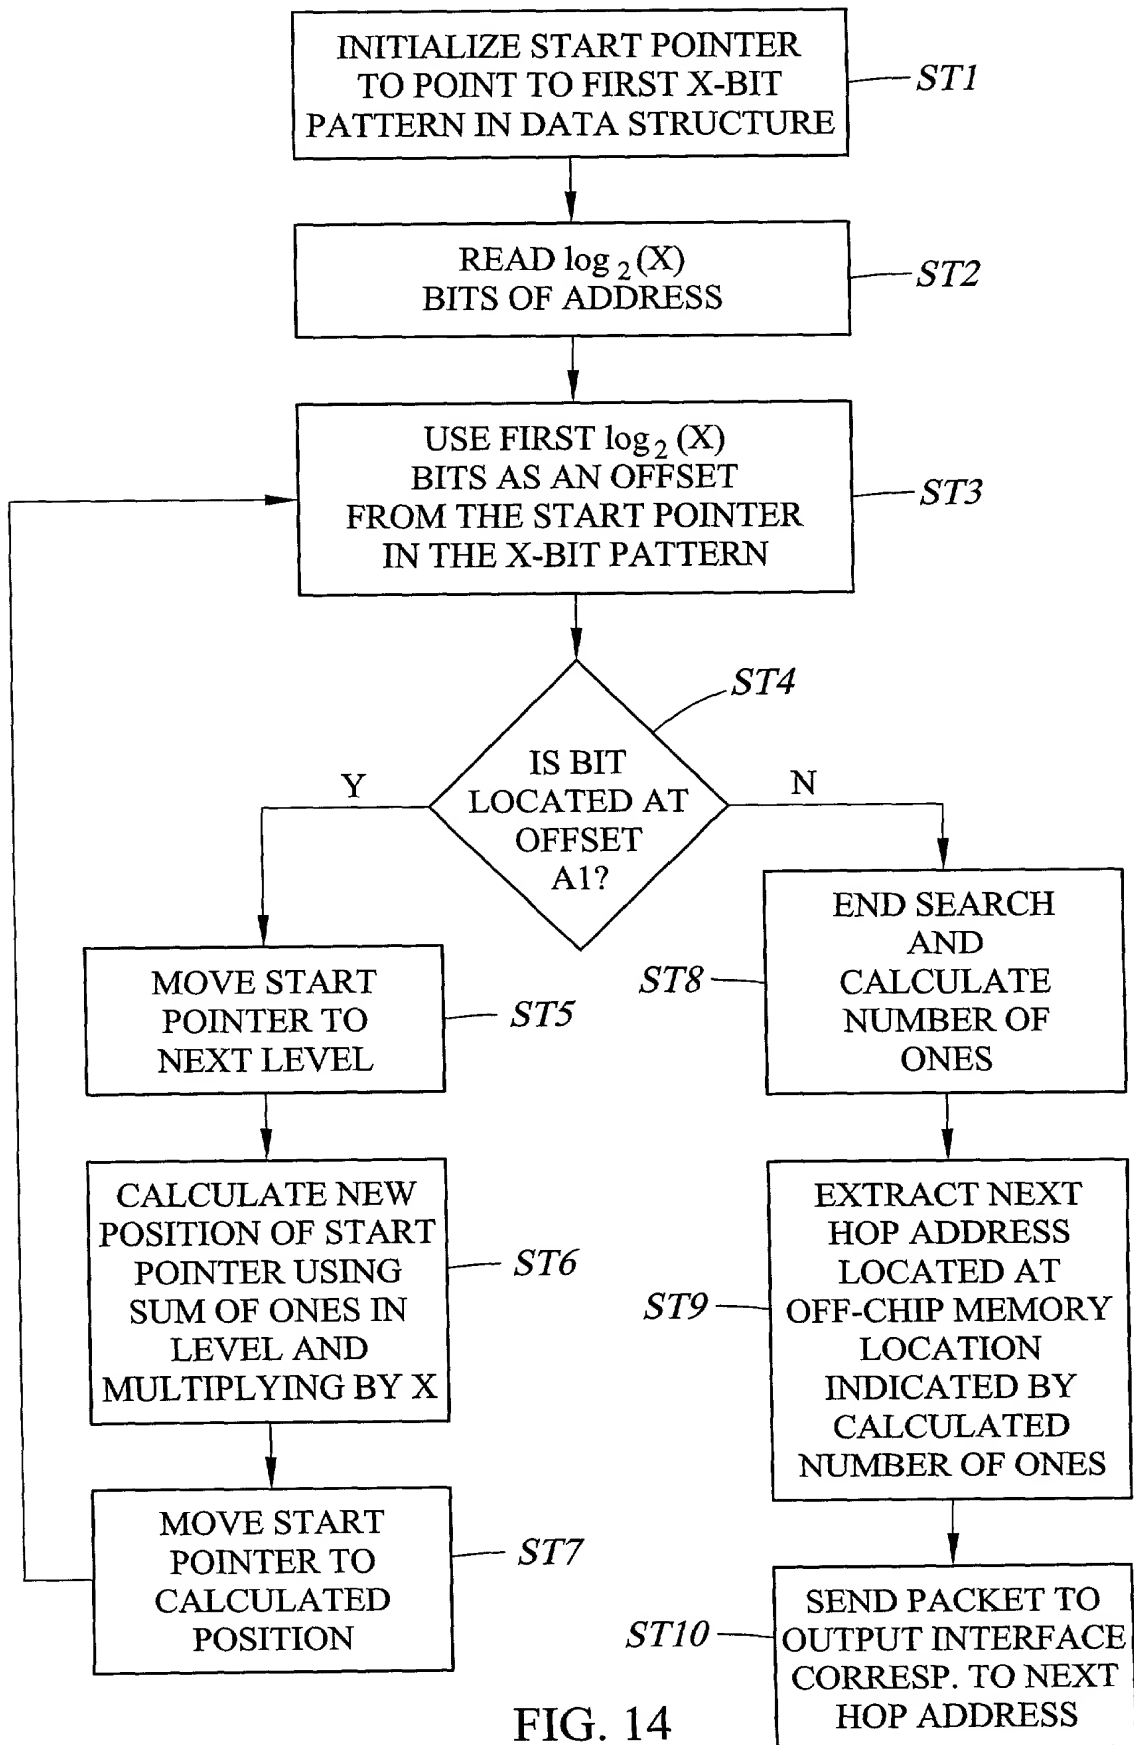 INITIALIZE START POINTER
TO POINT TO FIRST X-BIT
PATTERN IN DATA STRUCTURE
ST1
READ log 2 (X)
BITS OF ADDRESS
ST2
USE FIRST log 2 (X)
BITS AS AN OFFSET
FROM THE START POINTER
IN THE X-BIT PATTERN
ST3
IS BIT
LOCATED AT
OFFSET
A1?
ST4
Y
N
MOVE START
POINTER TO
NEXT LEVEL
ST5
CALCULATE NEW
POSITION OF START
POINTER USING
SUM OF ONES IN
LEVEL AND
MULTIPLYING BY X
ST6
MOVE START
POINTER TO
CALCULATED
POSITION
ST7
END SEARCH
AND
CALCULATE
NUMBER OF
ONES
ST8
EXTRACT NEXT
HOP ADDRESS
LOCATED AT
OFF-CHIP MEMORY
LOCATION
INDICATED BY
CALCULATED
NUMBER OF ONES
ST9
SEND PACKET TO
OUTPUT INTERFACE
CORRESP. TO NEXT
HOP ADDRESS
ST10
FIG. 14